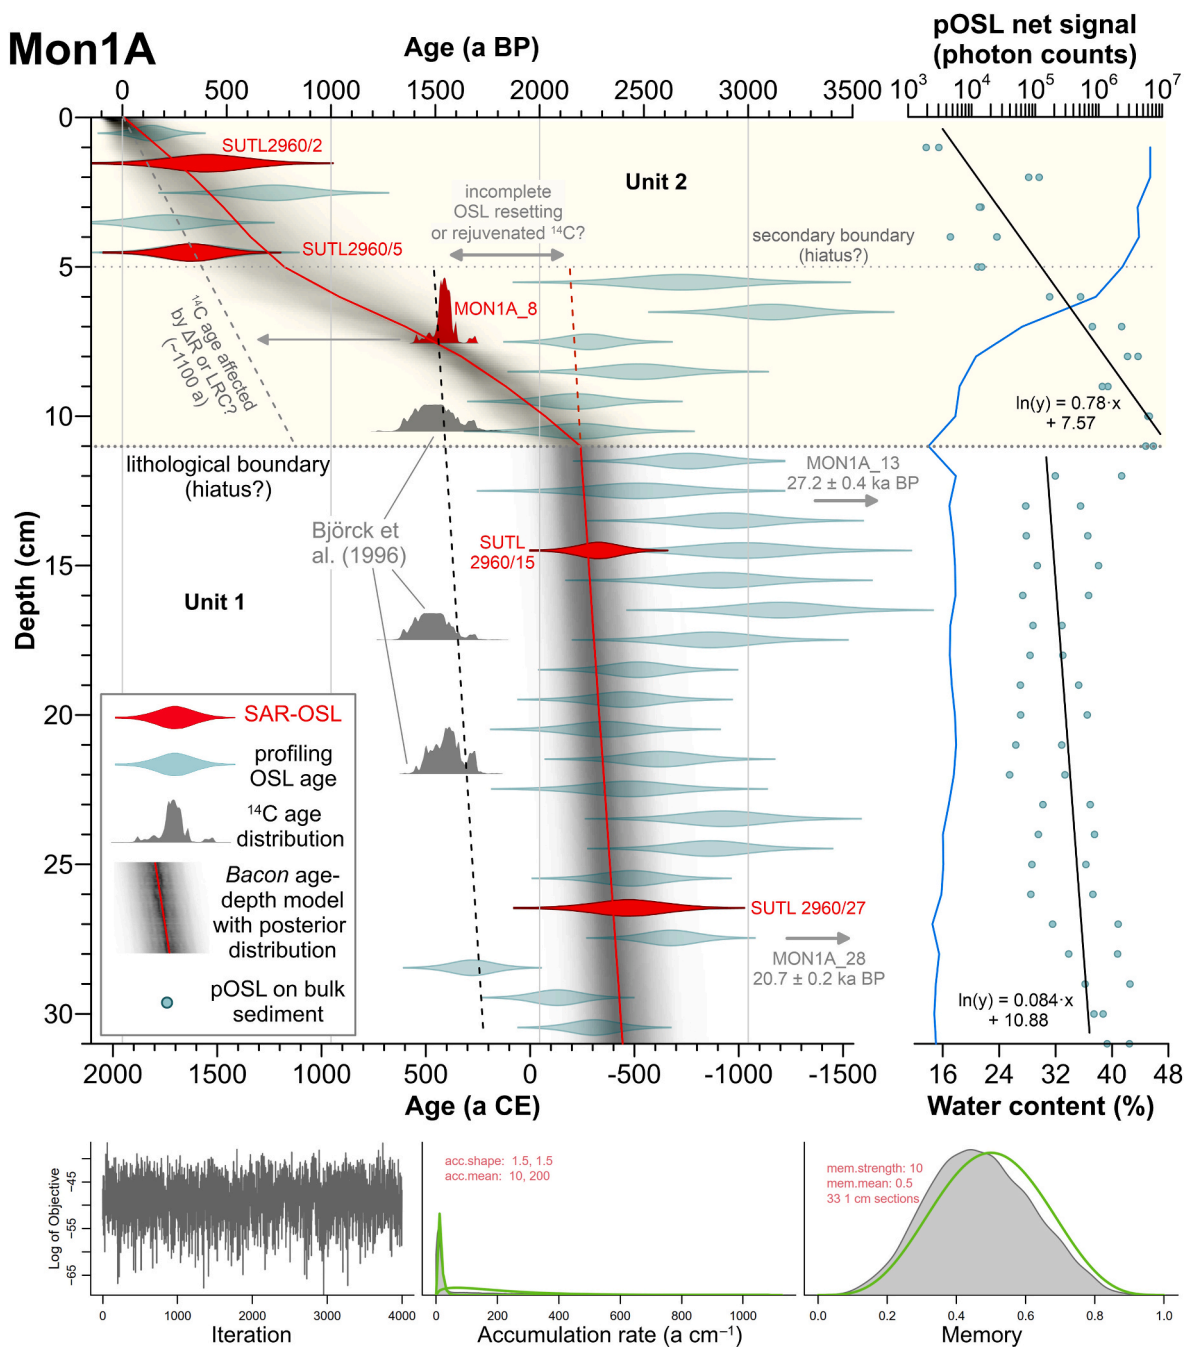 Mon1A
Age (a BP)
pOSL net signal
(photon counts)
0 500 1000 1500 2000 2500 3000 3500
10³ 10⁴ 10⁵ 10⁶ 10⁷
Depth (cm)
0
5
10
15
20
25
30
SUTL2960/2
SUTL2960/5
Unit 2
incomplete
OSL resetting
or rejuvenated ¹⁴C?
secondary boundary
(hiatus?)
MON1A_8
¹⁴C age affected
by ΔR or LRC?
(~1100 a)
ln(y) = 0.78·x
+ 7.57
lithological boundary
(hiatus?)
MON1A_13
27.2 ± 0.4 ka BP
Björck et
al. (1996)
SUTL
2960/15
Unit 1
SAR-OSL
profiling
OSL age
¹⁴C age
distribution
Bacon age-
depth model
with posterior
distribution
pOSL on bulk
sediment
SUTL 2960/27
MON1A_28
20.7 ± 0.2 ka BP
ln(y) = 0.084·x
+ 10.88
2000 1500 1000 500 0 -500 -1000 -1500
Age (a CE)
16 24 32 40 48
Water content (%)
Log of Objective
-45
-55
-65
0 1000 2000 3000 4000
Iteration
acc.shape: 1.5, 1.5
acc.mean: 10, 200
0 200 400 600 800 1000
Accumulation rate (a cm⁻¹)
mem.strength: 10
mem.mean: 0.5
33 1 cm sections
0.0 0.2 0.4 0.6 0.8 1.0
Memory